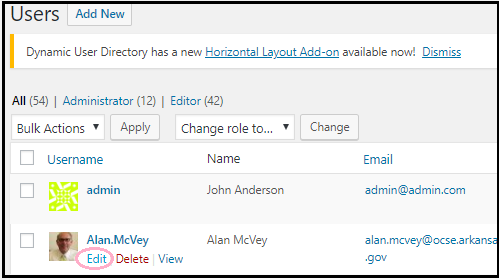 Users Add New
Dynamic User Directory has a new Horizontal Layout Add-on available now! Dismiss
All (54) | Administrator (12) | Editor (42)
Bulk Actions Apply Change role to... Change
Username Name Email
admin John Anderson admin@admin.com
Alan.McVey Alan McVey alan.mcvey@ocse.arkansa
Edit | Delete | View .gov